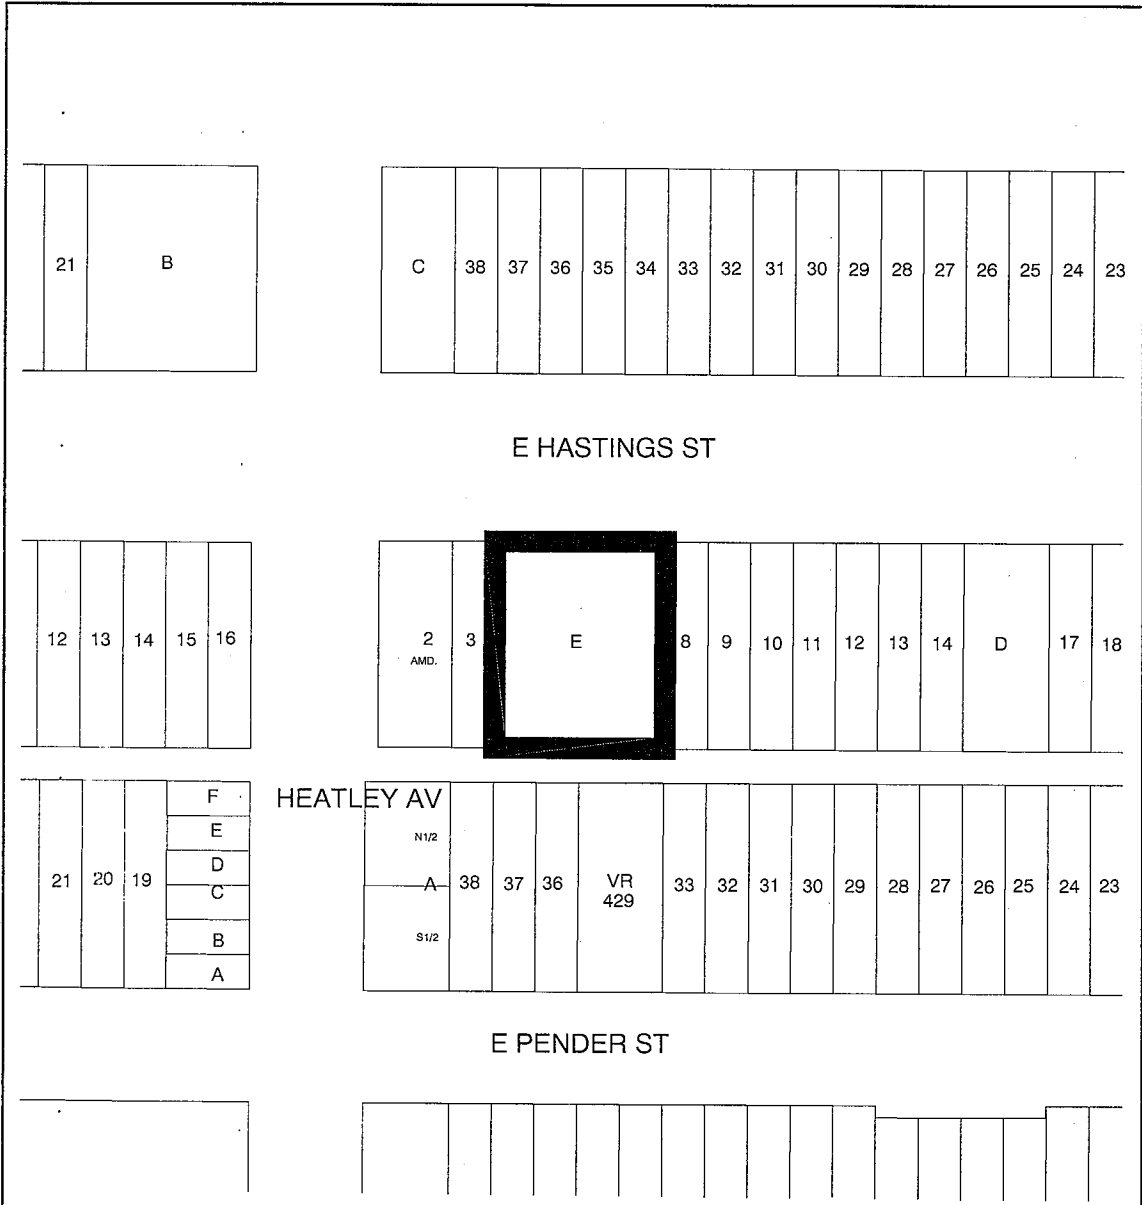 21 B C 38 37 36 35 34 33 32 31 30 29 28 27 26 25 24 23
E HASTINGS ST
12 13 14 15 16 2 3 E 8 9 10 11 12 13 14 D 17 18
AMD.
F HEATLEY AV
E N1/2
D
21 20 19 C A 38 37 36 VR 33 32 31 30 29 28 27 26 25 24 23
429
B S1/2
A
E PENDER ST